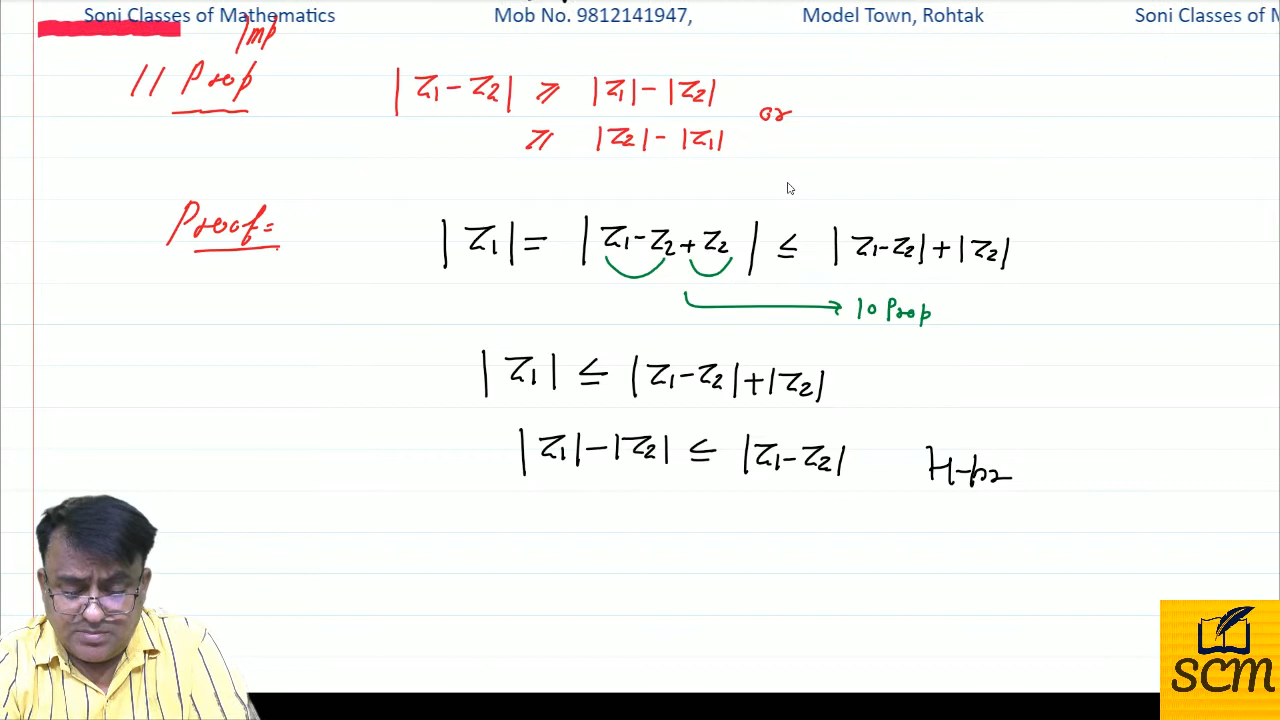 Soni Classes of Mathematics Mob No. 9812141947, Model Town, Rohtak Soni Classes of M
Imp
11 Prop |Z1-Z2| ≥ |Z1|-|Z2| or
≥ |Z2|-|Z1|
Proof= |Z1| = |Z1-Z2+Z2| ≤ |Z1-Z2|+|Z2|
10 Prop
|Z1| ≤ |Z1-Z2|+|Z2|
|Z1|-|Z2| ≤ |Z1-Z2|
SCM